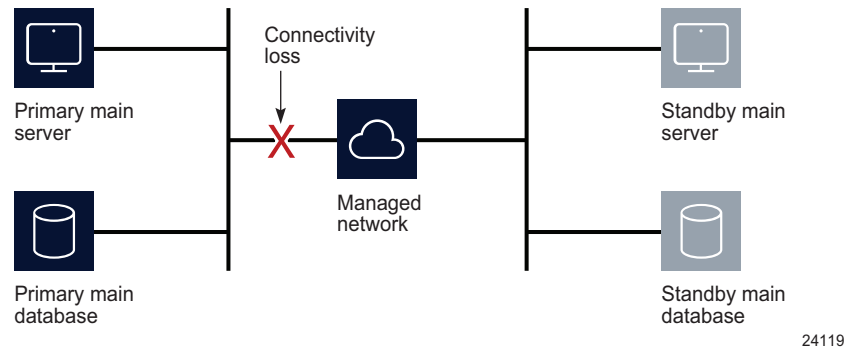 Connectivity
loss
Primary main
server
Standby main
server
X
Managed
network
Primary main
database
Standby main
database
24119